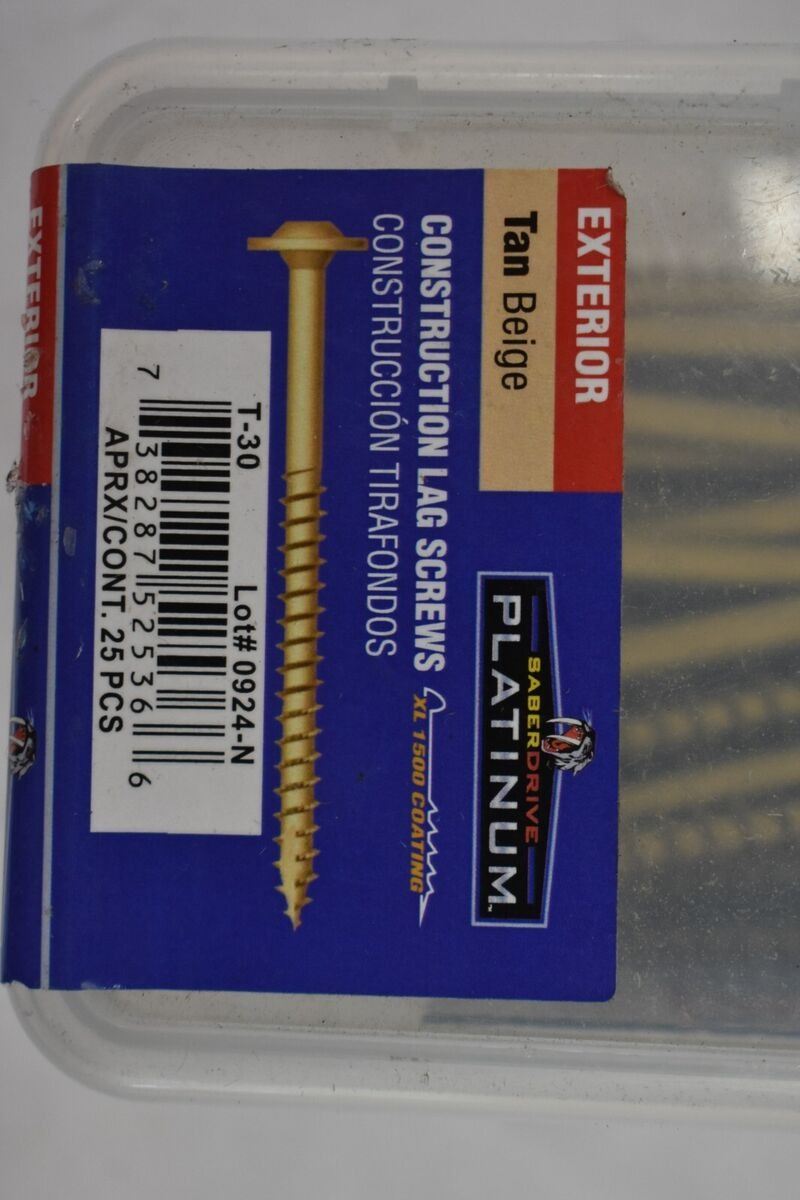 EXTERIOR
Tan Beige
SABERDRIVE
PLATINUM™
CONSTRUCTION LAG SCREWS
CONSTRUCCIÓN TIRAFONDOS
XL 1500 COATING
T-30
Lot# 0924-N
7 38287 52536 6
APRX/CONT. 25 PCS
EXTERIOR